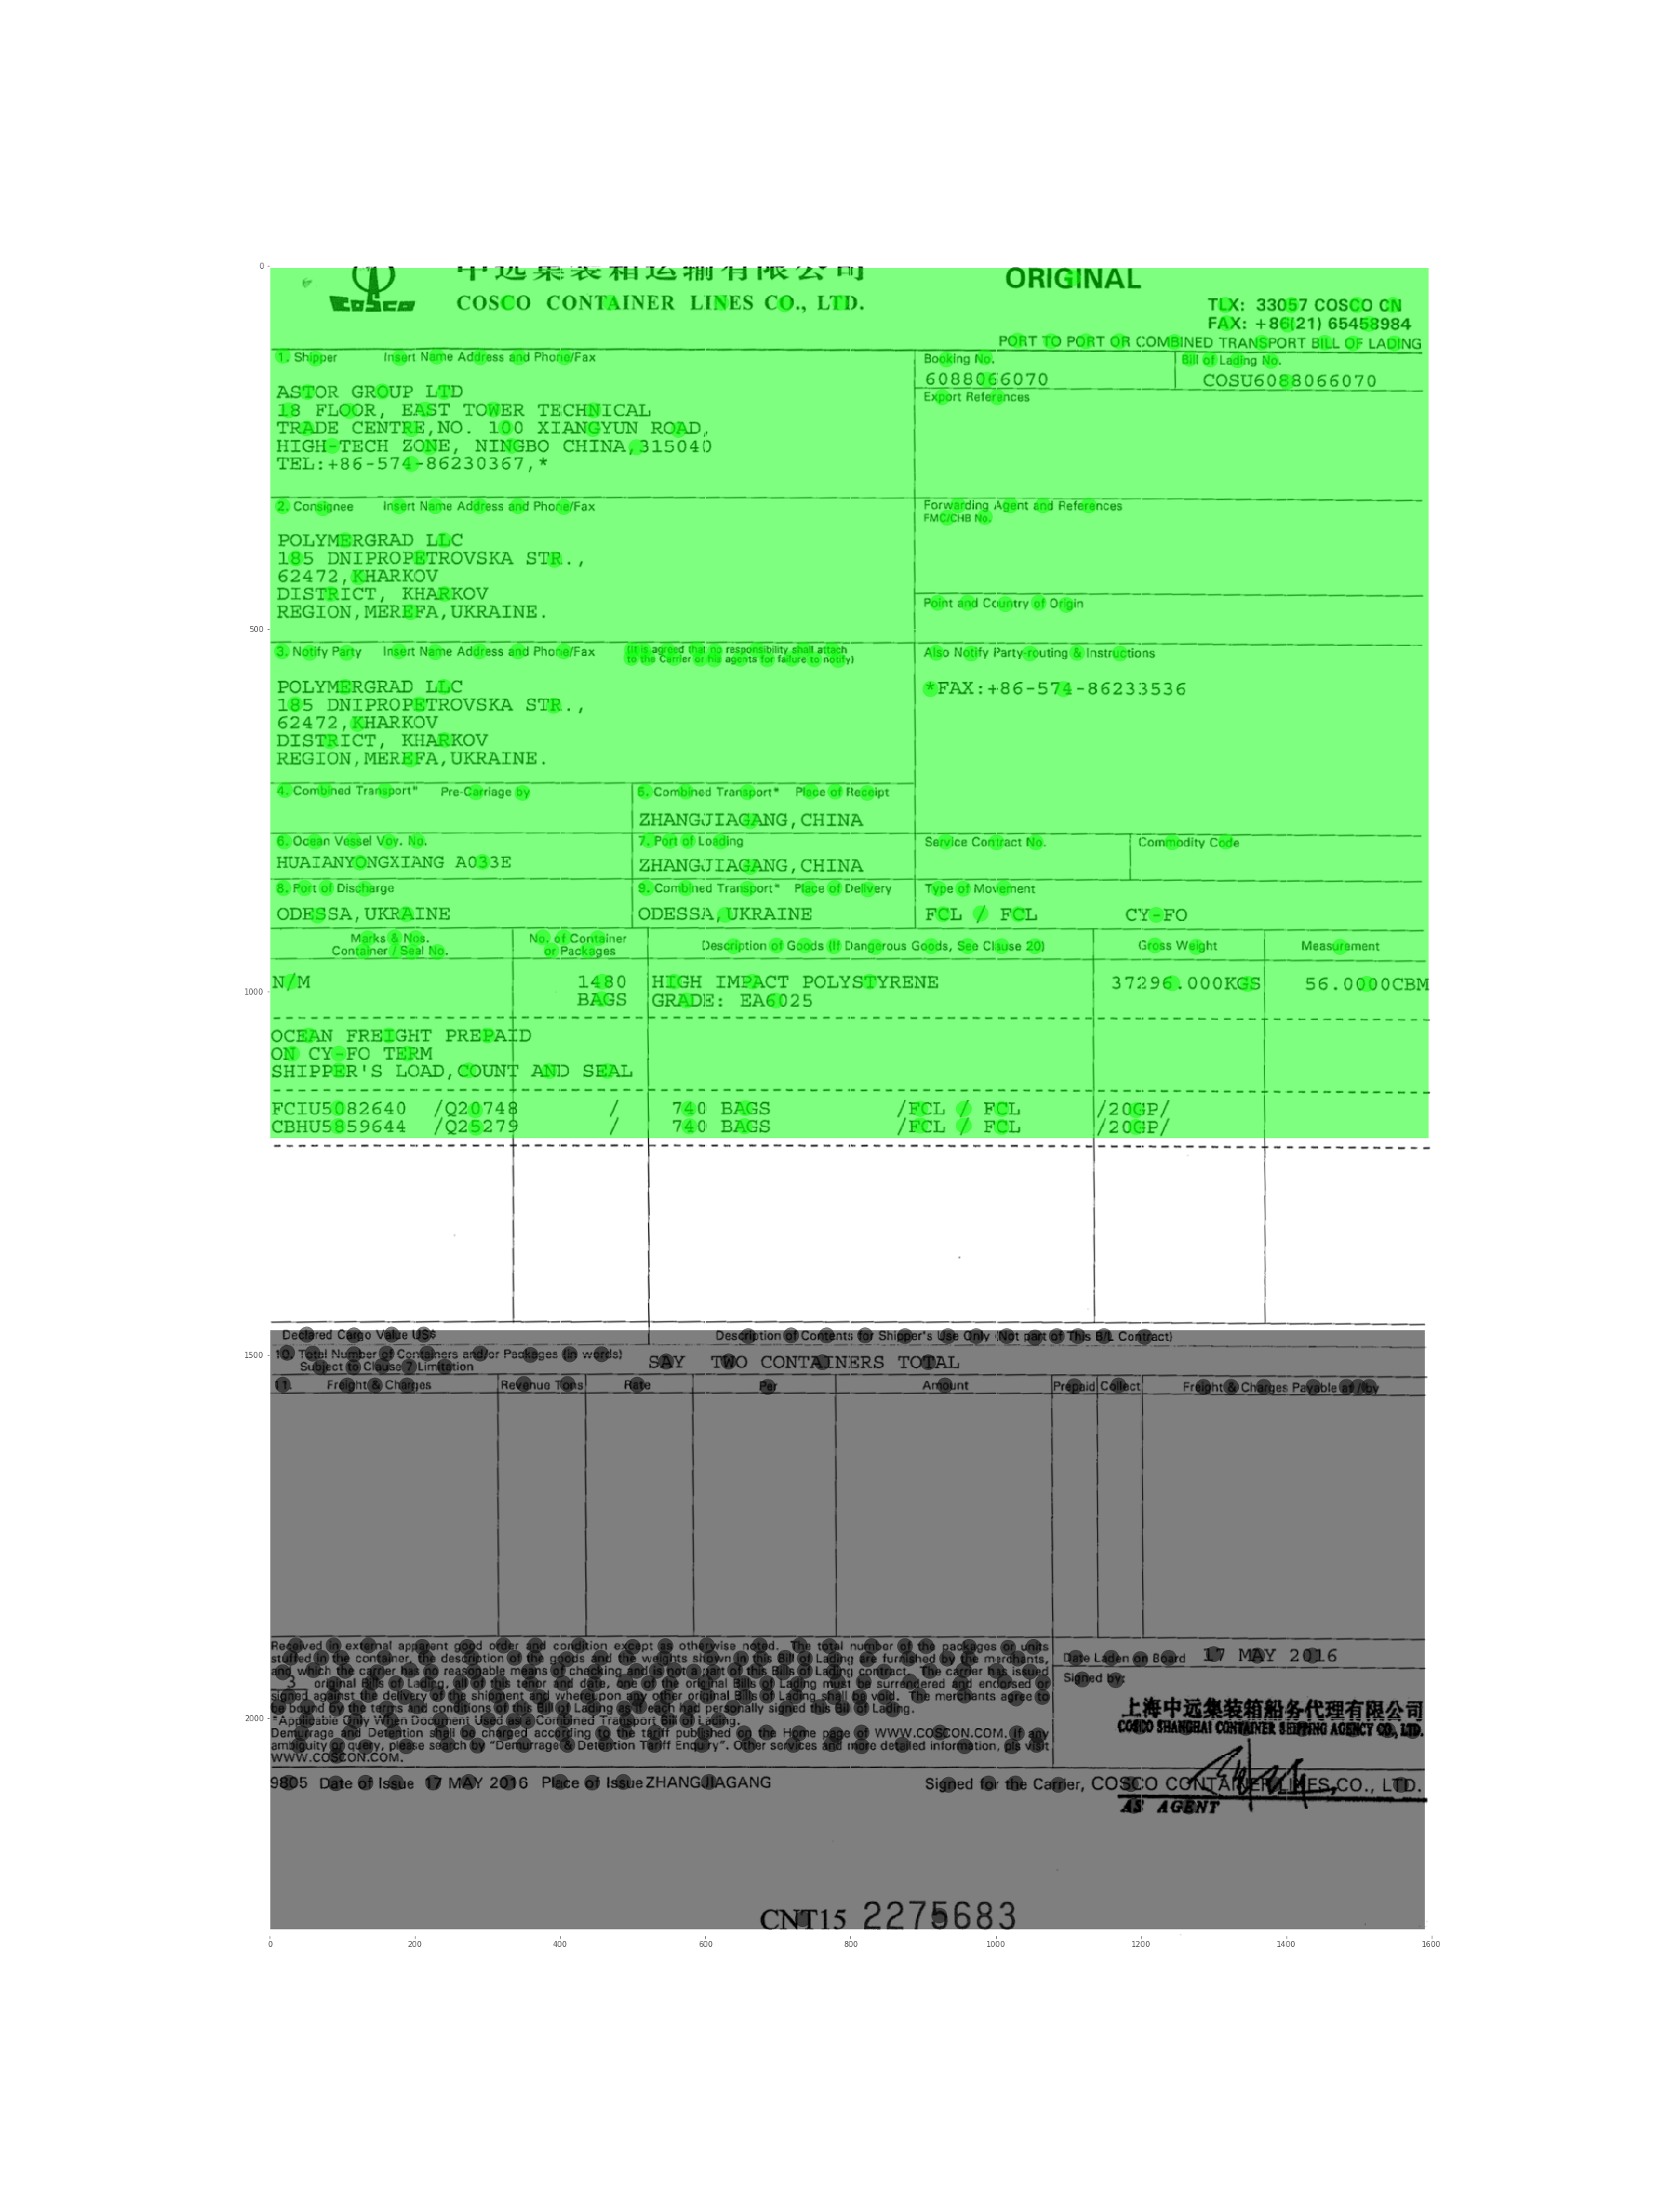 中远集装箱运输有限公司
COSCO CONTAINER LINES CO., LTD.
COSCO
ORIGINAL
TLX: 33057 COSCO CN
FAX: +86(21) 65458984
PORT TO PORT OR COMBINED TRANSPORT BILL OF LADING
1. Shipper Insert Name Address and Phone/Fax
ASTOR GROUP LTD
18 FLOOR, EAST TOWER TECHNICAL
TRADE CENTRE,NO. 100 XIANGYUN ROAD,
HIGH-TECH ZONE, NINGBO CHINA,315040
TEL:+86-574-86230367,*
Booking No.
6088066070
Bill of Lading No.
COSU6088066070
Export References
2. Consignee Insert Name Address and Phone/Fax
POLYMERGRAD LLC
185 DNIPROPETROVSKA STR.,
62472,KHARKOV
DISTRICT, KHARKOV
REGION,MEREFA,UKRAINE.
Forwarding Agent and References
FMC/CHB No.
Point and Country of Origin
3. Notify Party Insert Name Address and Phone/Fax
(It is agreed that no responsibility shall attach
to the Carrier or his agents for failure to notify)
POLYMERGRAD LLC
185 DNIPROPETROVSKA STR.,
62472,KHARKOV
DISTRICT, KHARKOV
REGION,MEREFA,UKRAINE.
Also Notify Party-routing & Instructions
*FAX:+86-574-86233536
4. Combined Transport* Pre-Carriage by
5. Combined Transport* Place of Receipt
ZHANGJIAGANG,CHINA
6. Ocean Vessel Voy. No.
HUAIANYONGXIANG A033E
7. Port of Loading
ZHANGJIAGANG,CHINA
Service Contract No.
Commodity Code
8. Port of Discharge
ODESSA,UKRAINE
9. Combined Transport* Place of Delivery
ODESSA,UKRAINE
Type of Movement
FCL / FCL CY-FO
Marks & Nos.
Container / Seal No.
No. of Container
or Packages
Description of Goods (If Dangerous Goods, See Clause 20)
Gross Weight
Measurement
N/M 1480 HIGH IMPACT POLYSTYRENE 37296.000KGS 56.0000CBM
BAGS GRADE: EA6025
OCEAN FREIGHT PREPAID
ON CY-FO TERM
SHIPPER'S LOAD,COUNT AND SEAL
FCIU5082640 /Q20748 / 740 BAGS /FCL / FCL /20GP/
CBHU5859644 /Q25279 / 740 BAGS /FCL / FCL /20GP/
Declared Cargo Value US$
Description of Contents for Shipper's Use Only (Not part of This B/L Contract)
10. Total Number of Containers and/or Packages (in words)
Subject to Clause 7 Limitation
SAY TWO CONTAINERS TOTAL
11. Freight & Charges Revenue Tons Rate Per Amount Prepaid Collect Freight & Charges Payable at / by
Received in external apparent good order and condition except as otherwise noted. The total number of the packages or units
stuffed in the container, the description of the goods and the weights shown in this Bill of Lading are furnished by the merchants,
and which the carrier has no reasonable means of checking and is not a part of this Bills of Lading contract. The carrier has issued
3 original Bills of Lading, all of this tenor and date, one of the original Bills of Lading must be surrendered and endorsed or
signed against the delivery of the shipment and whereupon any other original Bills of Lading shall be void. The merchants agree to
be bound by the terms and conditions of this Bill of Lading as if each had personally signed this Bill of Lading.
*Applicable Only When Document Used as a Combined Transport Bill of Lading.
Demurrage and Detention shall be charged according to the tariff published on the Home page of WWW.COSCON.COM. If any
ambiguity or query, please search by "Demurrage & Detention Tariff Enquiry". Other services and more detailed information, pls visit
WWW.COSCON.COM.
Date Laden on Board 17 MAY 2016
Signed by:
上海中远集装箱船务代理有限公司
COSCO SHANGHAI CONTAINER SHIPPING AGENCY CO., LTD.
9805 Date of Issue 17 MAY 2016 Place of Issue ZHANGJIAGANG
Signed for the Carrier, COSCO CONTAINER LINES,CO., LTD.
AS AGENT
CNT15 2275683
0
500
1000
1500
2000
0 200 400 600 800 1000 1200 1400 1600